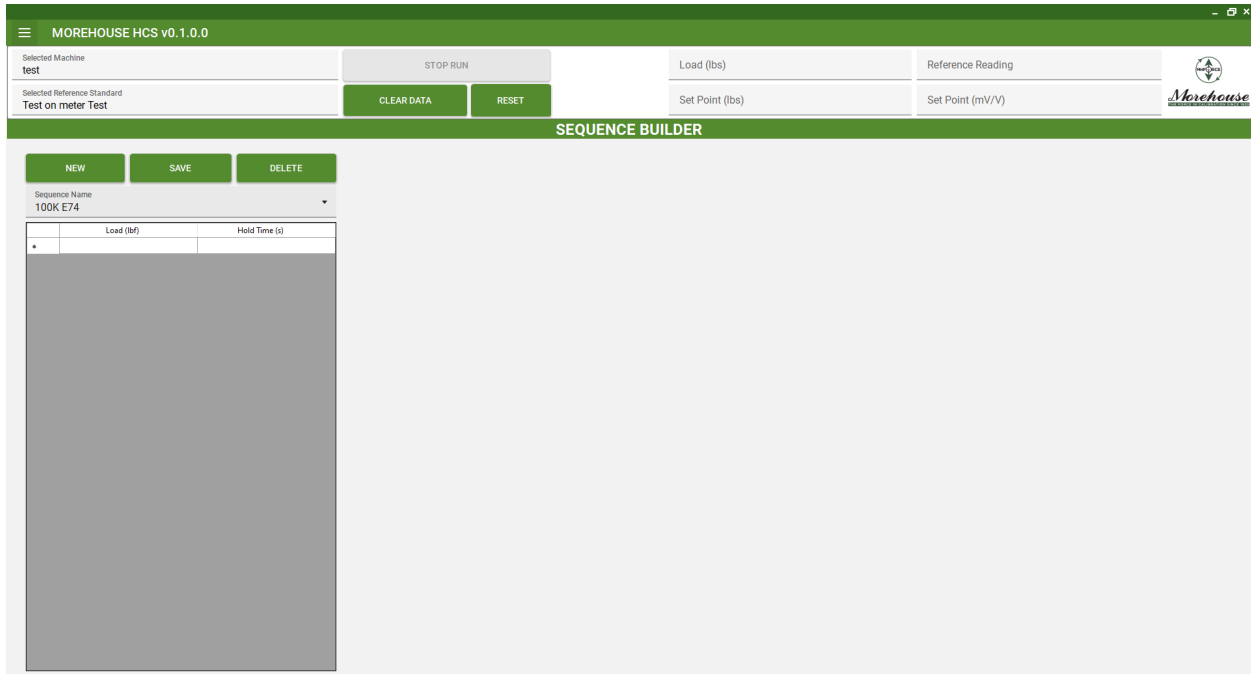 MOREHOUSE HCS v0.1.0.0
Selected Machine
test
STOP RUN
Load (lbs)
Reference Reading
Selected Reference Standard
Test on meter Test
CLEAR DATA
RESET
Set Point (lbs)
Set Point (mV/V)
Morehouse
SEQUENCE BUILDER
NEW
SAVE
DELETE
Sequence Name
100K E74
Load (lbf)
Hold Time (s)